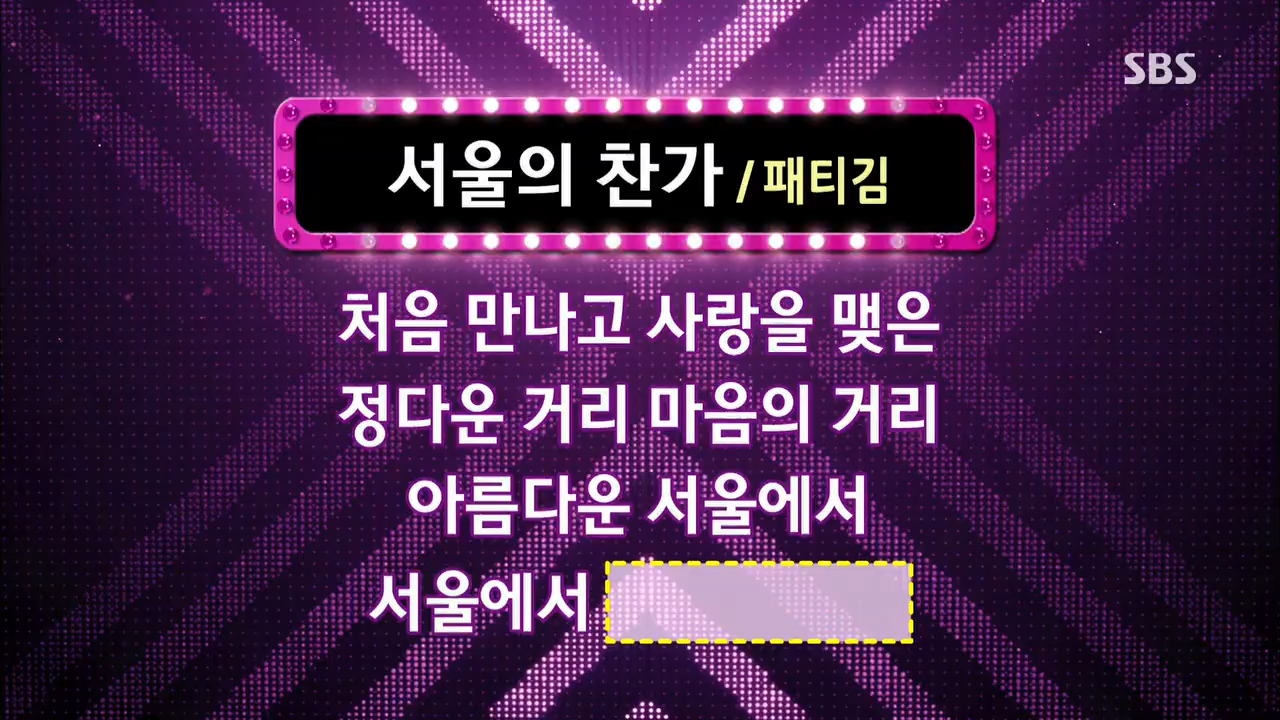 SBS
서울의 찬가 / 패티김
처음 만나고 사랑을 맺은
정다운 거리 마음의 거리
아름다운 서울에서
서울에서